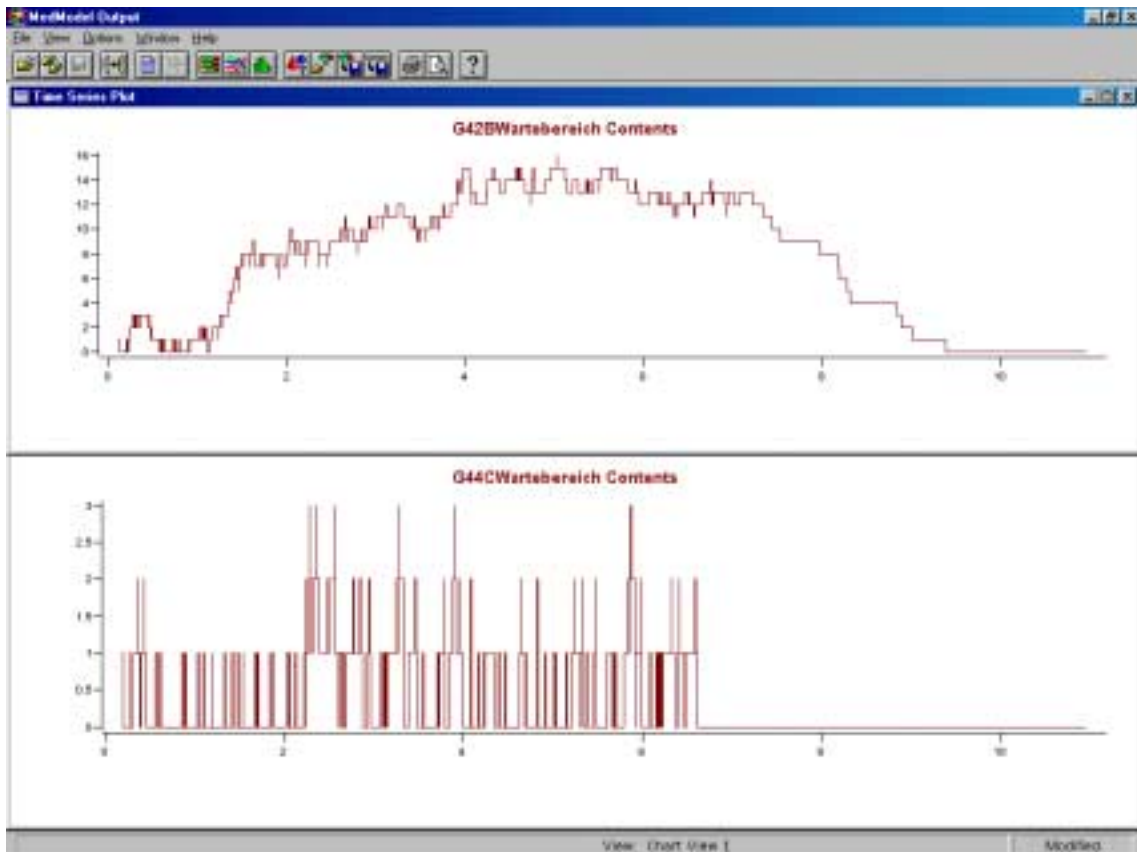 MedModel Output
File View Options Window Help
Time Series Plot
G42BWartebereich Contents
16
14
12
10
8
6
4
2
0
0 2 4 6 8 10
G44CWartebereich Contents
3
2.5
2
1.5
1
0.5
0
0 2 4 6 8 10
View: Chart View 1 Modified